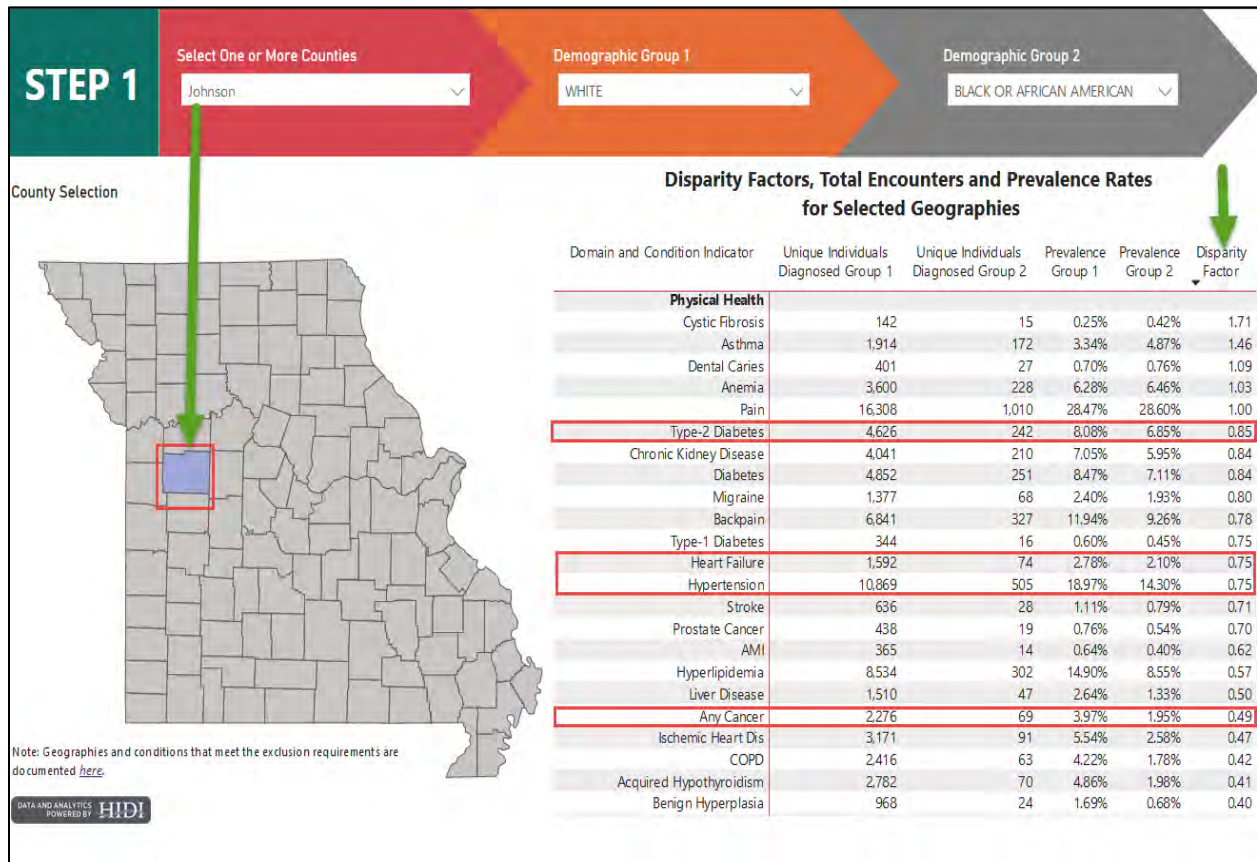 STEP 1
Select One or More Counties
Johnson
Demographic Group 1
WHITE
Demographic Group 2
BLACK OR AFRICAN AMERICAN
County Selection
Disparity Factors, Total Encounters and Prevalence Rates
for Selected Geographies
Domain and Condition Indicator Unique Individuals Unique Individuals Prevalence Prevalence Disparity
Diagnosed Group 1 Diagnosed Group 2 Group 1 Group 2 Factor
Physical Health
Cystic Fibrosis 142 15 0.25% 0.42% 1.71
Asthma 1,914 172 3.34% 4.87% 1.46
Dental Caries 401 27 0.70% 0.76% 1.09
Anemia 3,600 228 6.28% 6.46% 1.03
Pain 16,308 1,010 28.47% 28.60% 1.00
Type-2 Diabetes 4,626 242 8.08% 6.85% 0.85
Chronic Kidney Disease 4,041 210 7.05% 5.95% 0.84
Diabetes 4,852 251 8.47% 7.11% 0.84
Migraine 1,377 68 2.40% 1.93% 0.80
Backpain 6,841 327 11.94% 9.26% 0.78
Type-1 Diabetes 344 16 0.60% 0.45% 0.75
Heart Failure 1,592 74 2.78% 2.10% 0.75
Hypertension 10,869 505 18.97% 14.30% 0.75
Stroke 636 28 1.11% 0.79% 0.71
Prostate Cancer 438 19 0.76% 0.54% 0.70
AMI 365 14 0.64% 0.40% 0.62
Hyperlipidemia 8,534 302 14.90% 8.55% 0.57
Liver Disease 1,510 47 2.64% 1.33% 0.50
Any Cancer 2,276 69 3.97% 1.95% 0.49
Ischemic Heart Dis 3,171 91 5.54% 2.58% 0.47
COPD 2,416 63 4.22% 1.78% 0.42
Acquired Hypothyroidism 2,782 70 4.86% 1.98% 0.41
Benign Hyperplasia 968 24 1.69% 0.68% 0.40
Note: Geographies and conditions that meet the exclusion requirements are
documented here.
DATA AND ANALYTICS
POWERED BY HIDI